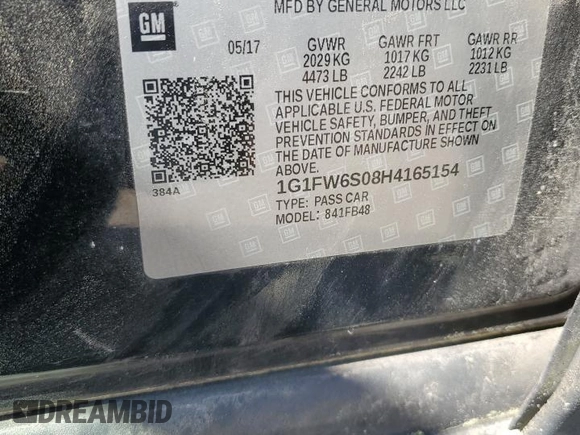 MFD BY GENERAL MOTORS LLC
GM
05/17 GVWR GAWR FRT GAWR RR
2029 KG 1017 KG 1012 KG
4473 LB 2242 LB 2231 LB
THIS VEHICLE CONFORMS TO ALL
APPLICABLE U.S. FEDERAL MOTOR
VEHICLE SAFETY, BUMPER, AND THEFT
PREVENTION STANDARDS IN EFFECT ON
THE DATE OF MANUFACTURE SHOWN
ABOVE.
384A
1G1FW6S08H4165154
TYPE: PASS CAR
MODEL: 841FB48
DREAMBID